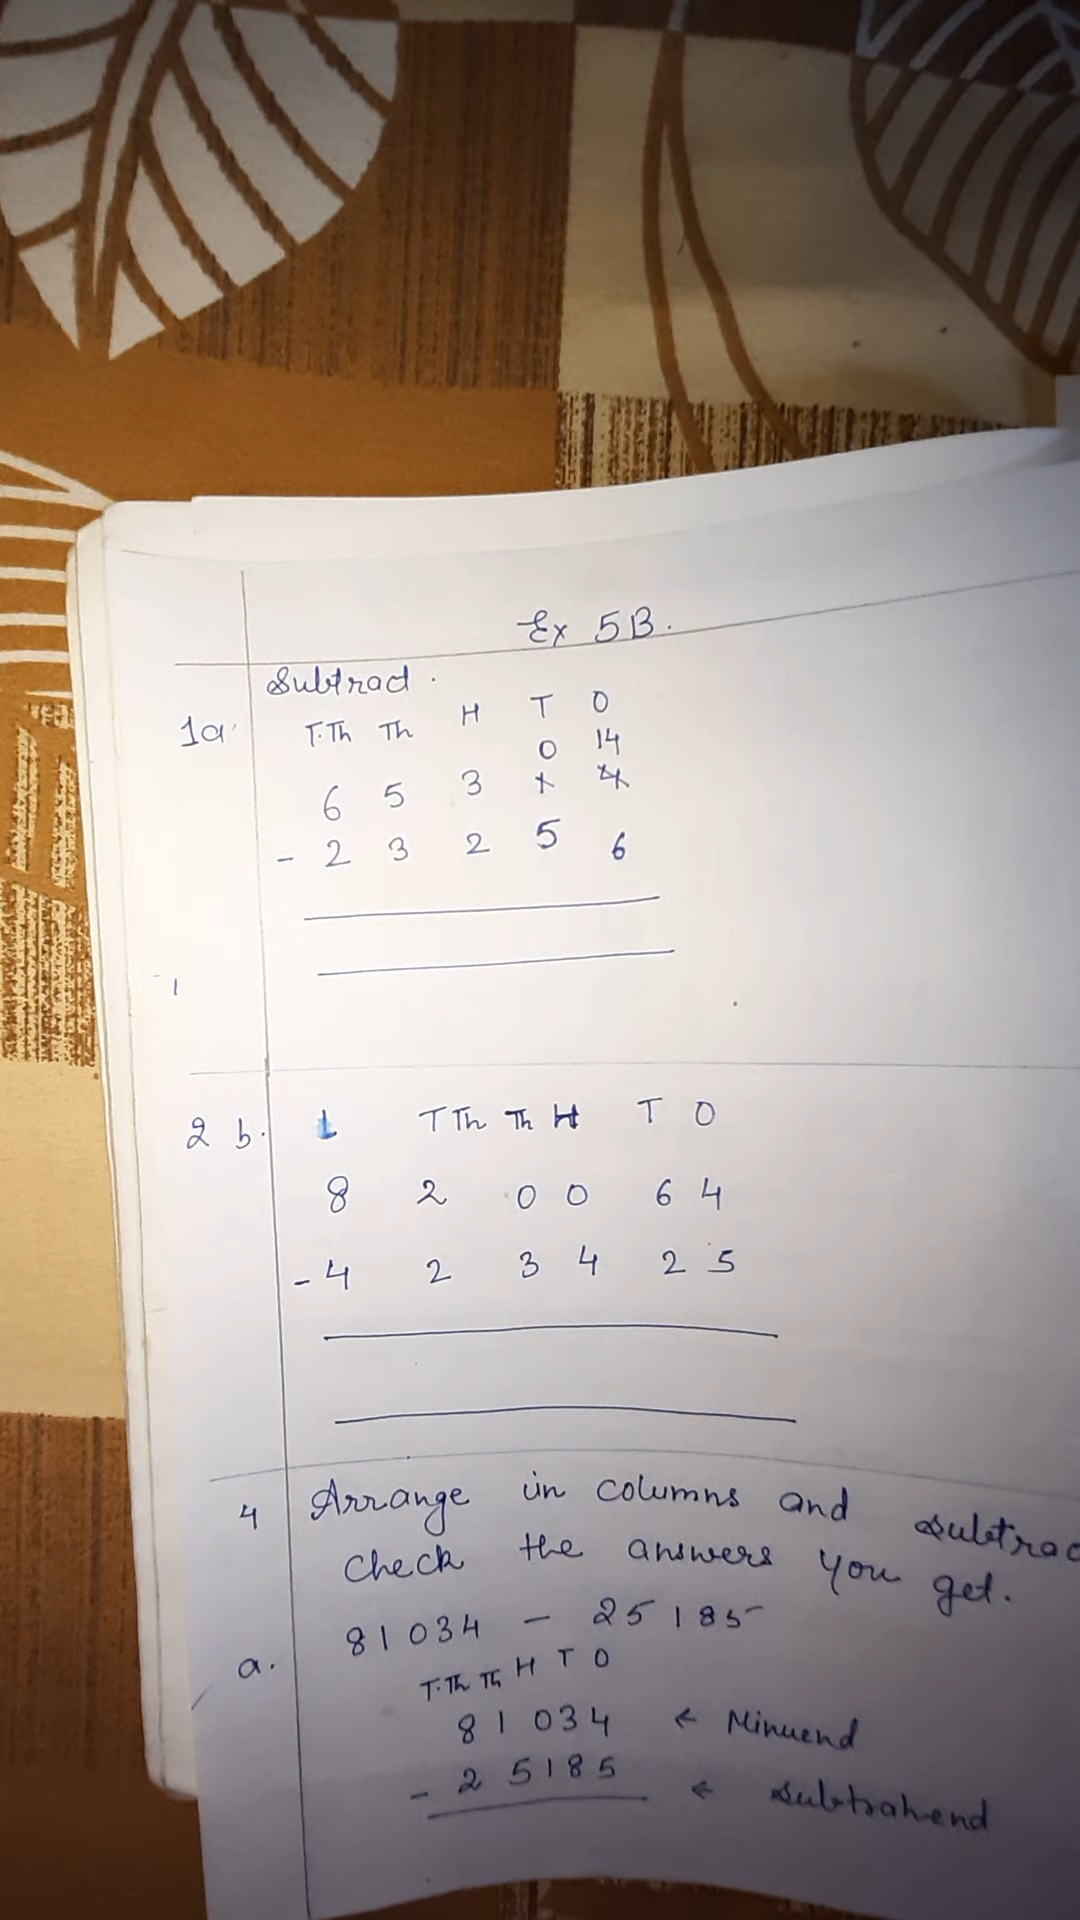 Ex 5B.
Subtract.
1a. T.Th Th H T O
0 14
6 5 3 1 4
- 2 3 2 5 6
2 b. L T Th Th H T O
8 2 0 0 6 4
- 4 2 3 4 2 5
4 Arrange in columns and subtrac
Check the answers you get.
a. 81034 - 25185
T.Th Th H T O
81034 ← Minuend
- 25185 ← Subtrahend